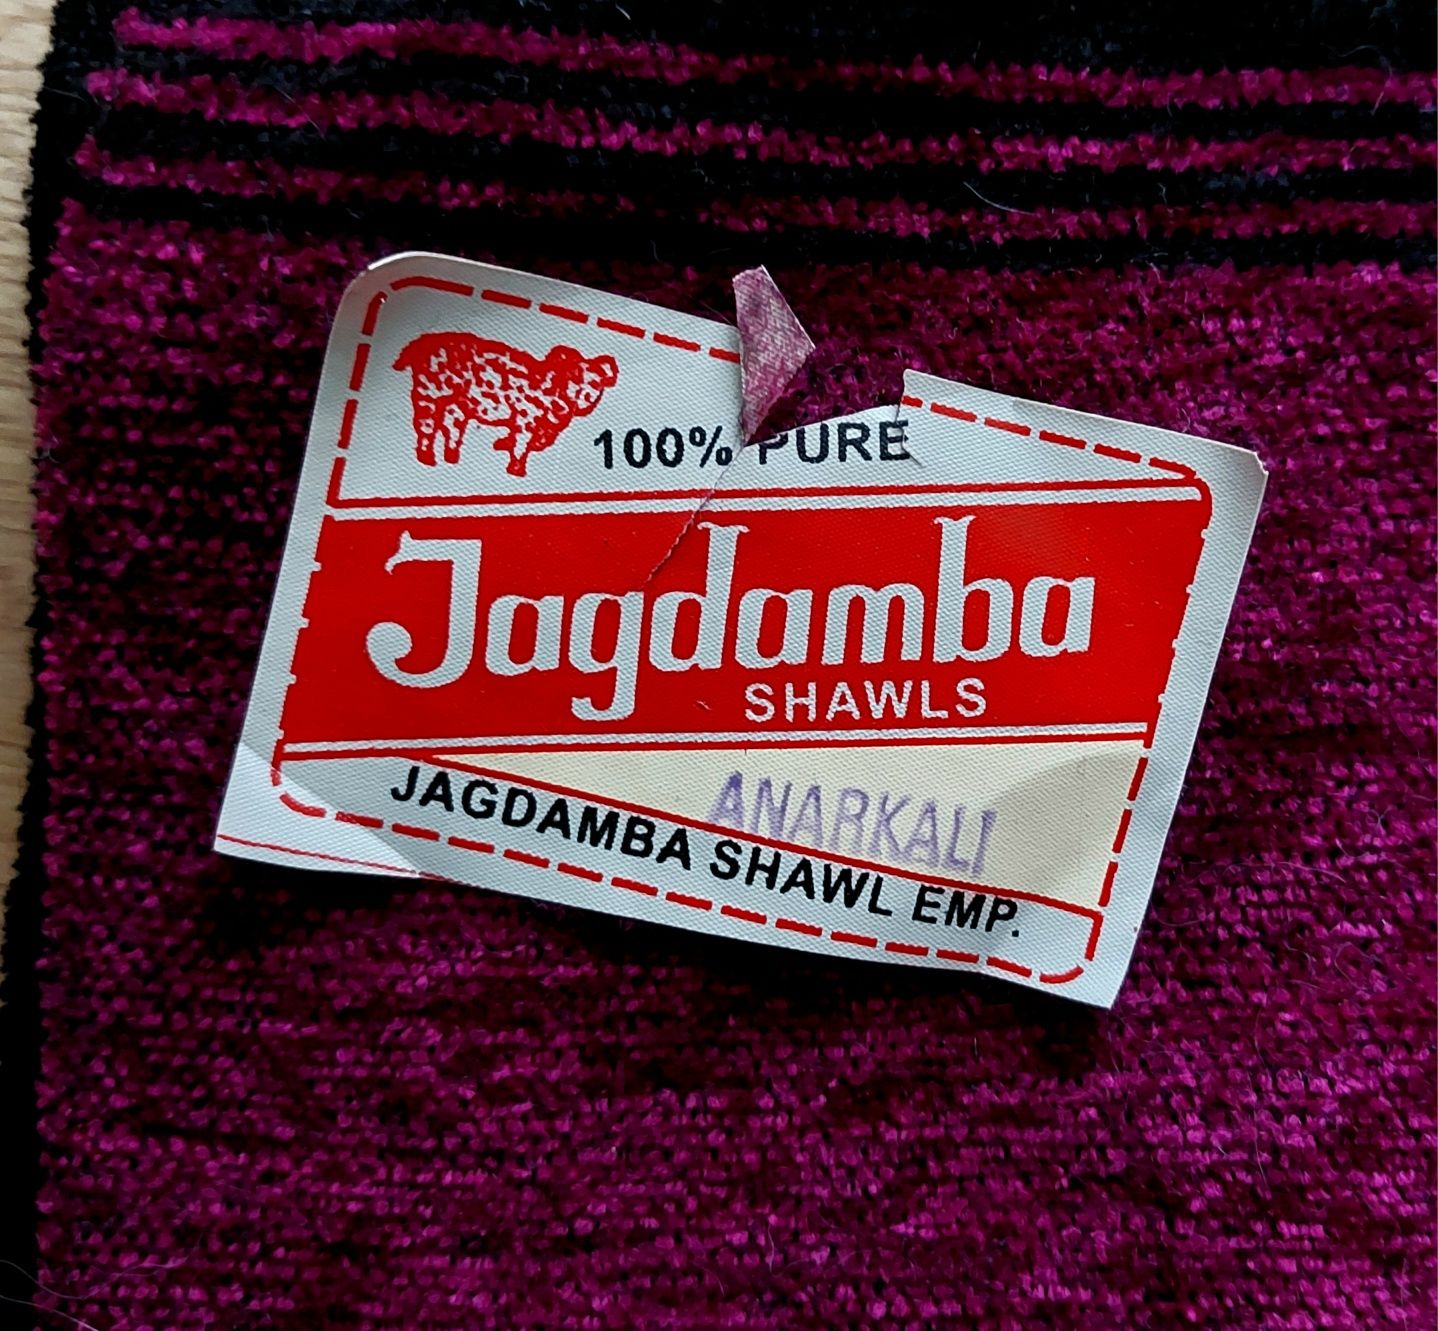 100% PURE
Jagdamba
SHAWLS
ANARKALI
JAGDAMBA SHAWL EMP.